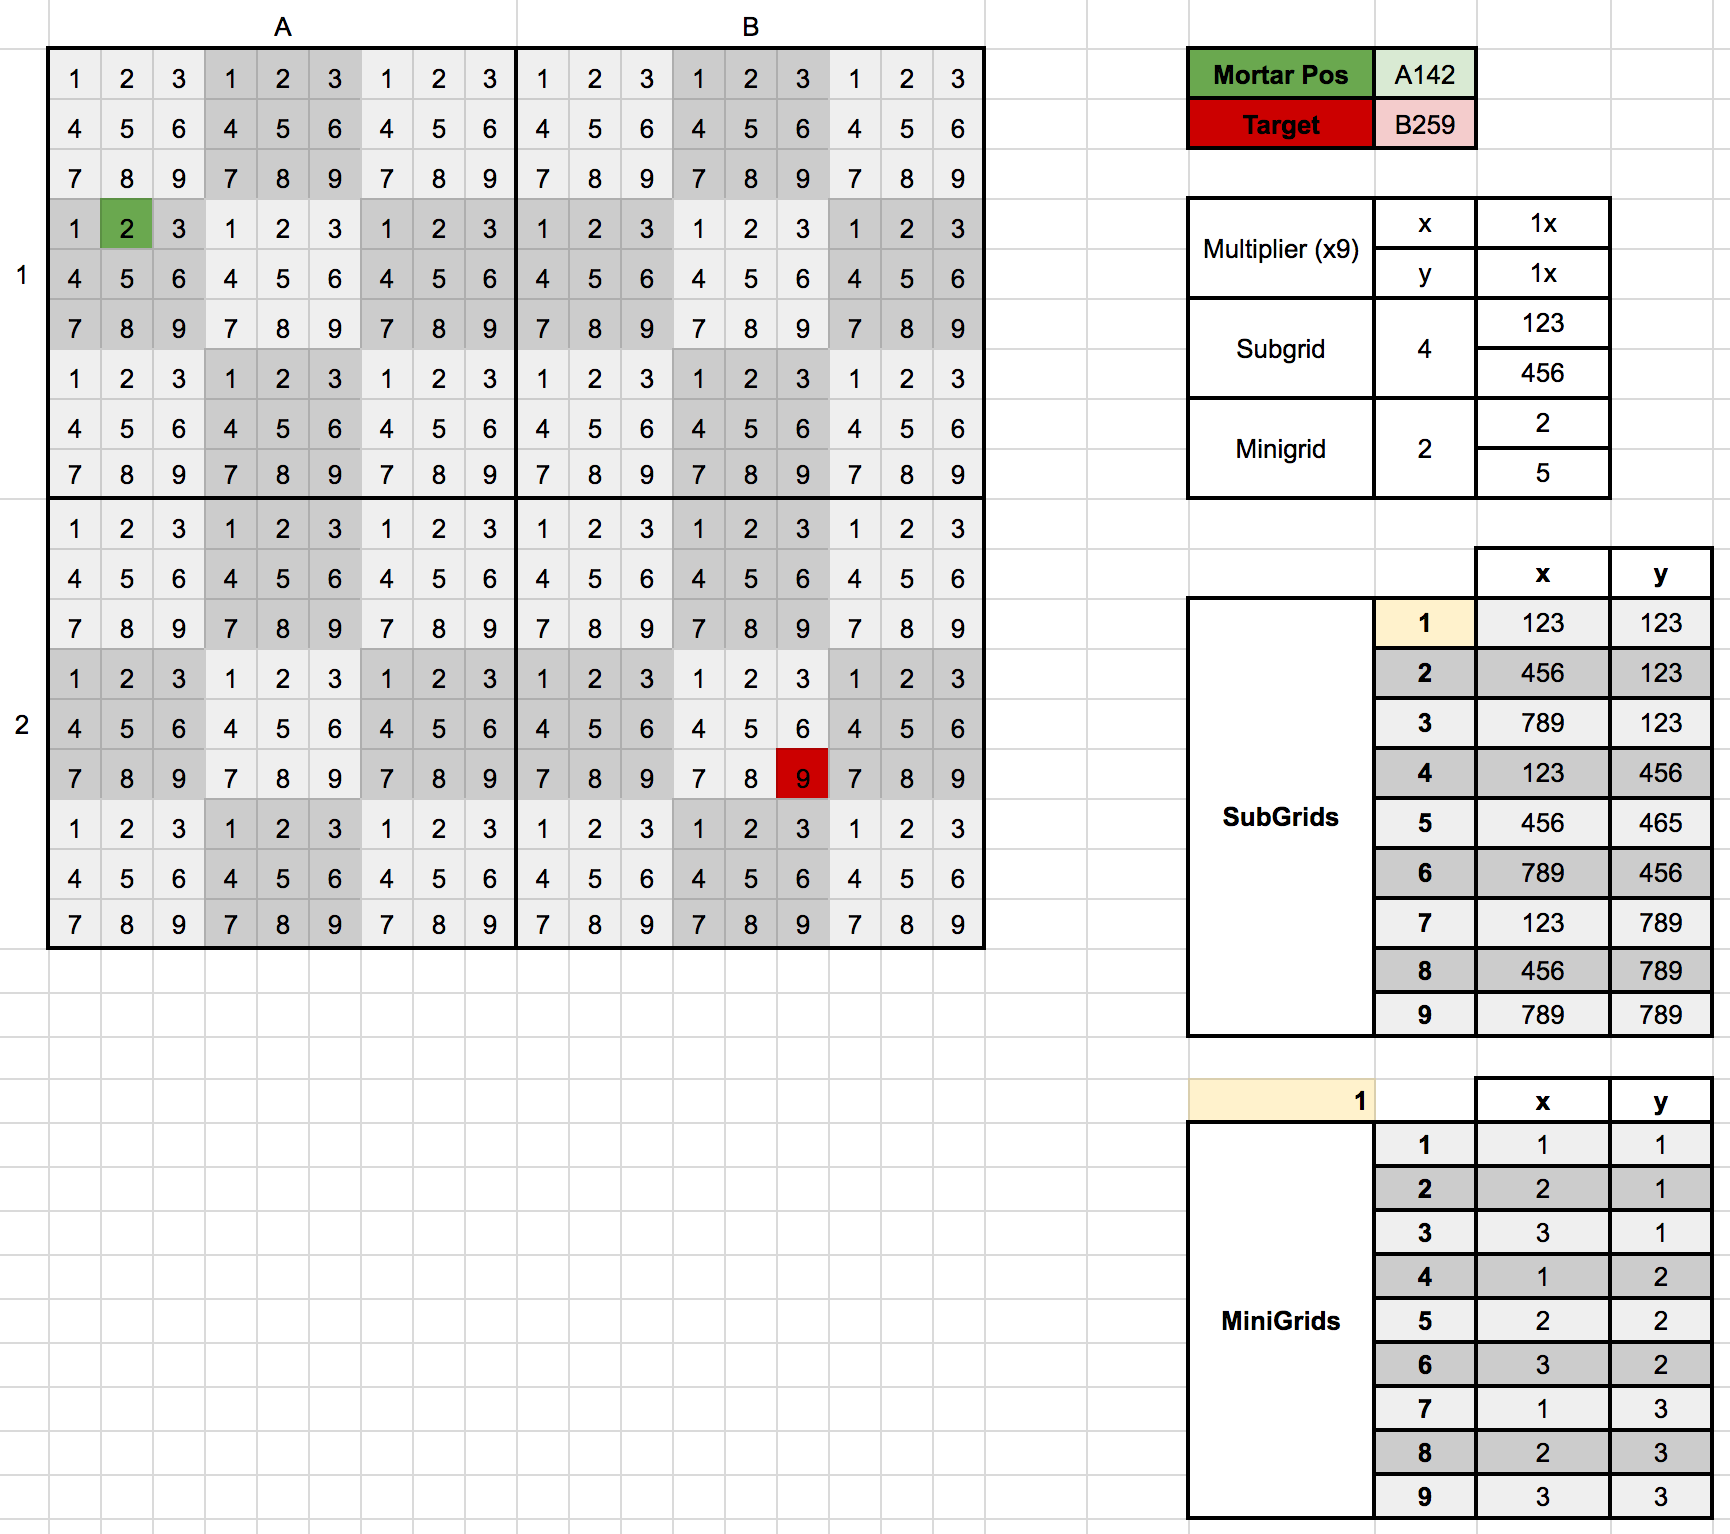 A B
1 2 3 1 2 3 1 2 3 1 2 3 1 2 3 1 2 3
4 5 6 4 5 6 4 5 6 4 5 6 4 5 6 4 5 6
7 8 9 7 8 9 7 8 9 7 8 9 7 8 9 7 8 9
1 2 3 1 2 3 1 2 3 1 2 3 1 2 3 1 2 3
1
4 5 6 4 5 6 4 5 6 4 5 6 4 5 6 4 5 6
7 8 9 7 8 9 7 8 9 7 8 9 7 8 9 7 8 9
1 2 3 1 2 3 1 2 3 1 2 3 1 2 3 1 2 3
4 5 6 4 5 6 4 5 6 4 5 6 4 5 6 4 5 6
7 8 9 7 8 9 7 8 9 7 8 9 7 8 9 7 8 9
1 2 3 1 2 3 1 2 3 1 2 3 1 2 3 1 2 3
4 5 6 4 5 6 4 5 6 4 5 6 4 5 6 4 5 6
7 8 9 7 8 9 7 8 9 7 8 9 7 8 9 7 8 9
1 2 3 1 2 3 1 2 3 1 2 3 1 2 3 1 2 3
2
4 5 6 4 5 6 4 5 6 4 5 6 4 5 6 4 5 6
7 8 9 7 8 9 7 8 9 7 8 9 7 8 9 7 8 9
1 2 3 1 2 3 1 2 3 1 2 3 1 2 3 1 2 3
4 5 6 4 5 6 4 5 6 4 5 6 4 5 6 4 5 6
7 8 9 7 8 9 7 8 9 7 8 9 7 8 9 7 8 9
Mortar Pos A142
Target B259
Multiplier (x9)
x 1x
y 1x
Subgrid 4
123
456
Minigrid 2
2
5
x y
SubGrids
1 123 123
2 456 123
3 789 123
4 123 456
5 456 465
6 789 456
7 123 789
8 456 789
9 789 789
1 x y
MiniGrids
1 1 1
2 2 1
3 3 1
4 1 2
5 2 2
6 3 2
7 1 3
8 2 3
9 3 3